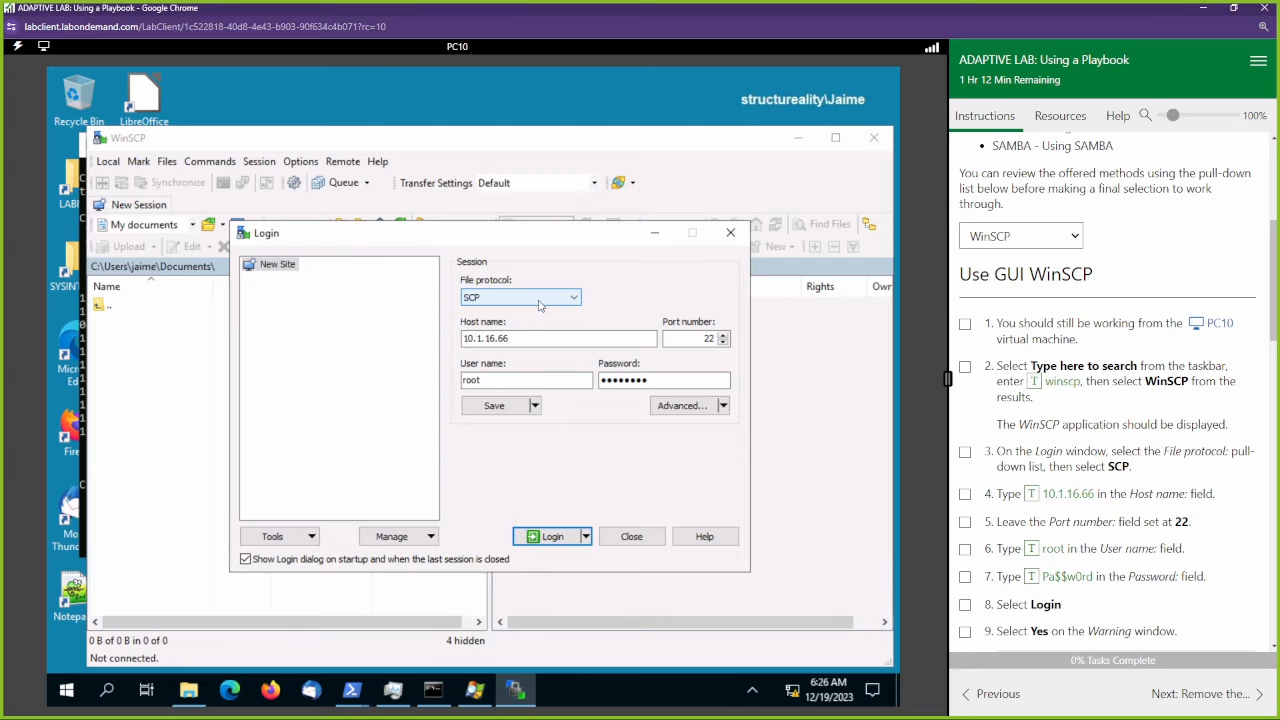 ADAPTIVE LAB: Using a Playbook - Google Chrome
labclient.labondemand.com/LabClient/1c522818-40d8-4e43-b903-90f634c4b071?rc=10
PC10
structureality\Jaime
Recycle Bin
LibreOffice
WinSCP
Local Mark Files Commands Session Options Remote Help
Synchronize
Queue
Transfer Settings Default
New Session
My documents
Find Files
Upload
Edit
New
C:\Users\jaime\Documents\
Name
Rights
Own
..
Login
New Site
Session
File protocol:
SCP
Host name:
Port number:
10.1.16.66
22
User name:
Password:
root
••••••••
Save
Advanced...
Tools
Manage
Login
Close
Help
Show Login dialog on startup and when the last session is closed
0 B of 0 B in 0 of 0
4 hidden
Not connected.
LABF
SYSINT
Micr
Ed
Fire
Mo
Thund
Notepa
6:26 AM
12/19/2023
ADAPTIVE LAB: Using a Playbook
1 Hr 12 Min Remaining
Instructions
Resources
Help
100%
• SAMBA - Using SAMBA
You can review the offered methods using the pull-down
list below before making a final selection to work
through.
WinSCP
Use GUI WinSCP
1. You should still be working from the PC10
virtual machine.
2. Select Type here to search from the taskbar,
enter T winscp, then select WinSCP from the
results.
The WinSCP application should be displayed.
3. On the Login window, select the File protocol: pull-
down list, then select SCP.
4. Type T 10.1.16.66 in the Host name: field.
5. Leave the Port number: field set at 22.
6. Type T root in the User name: field.
7. Type T Pa$$w0rd in the Password: field.
8. Select Login
9. Select Yes on the Warning window.
0% Tasks Complete
Previous
Next: Remove the...